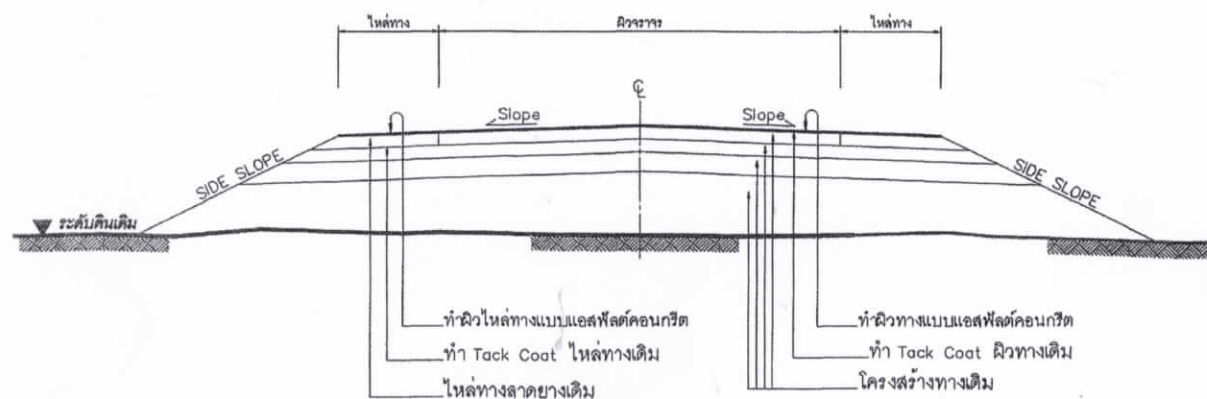 ไหล่ทาง
ผิวจราจร
ไหล่ทาง
℄
Slope
Slope
SIDE SLOPE
SIDE SLOPE
ระดับดินเดิม
ทำผิวไหล่ทางแบบแอสฟัลต์คอนกรีต
ทำ Tack Coat ไหล่ทางเดิม
ไหล่ทางลาดยางเดิม
ทำผิวทางแบบแอสฟัลต์คอนกรีต
ทำ Tack Coat ผิวทางเดิม
โครงสร้างทางเดิม